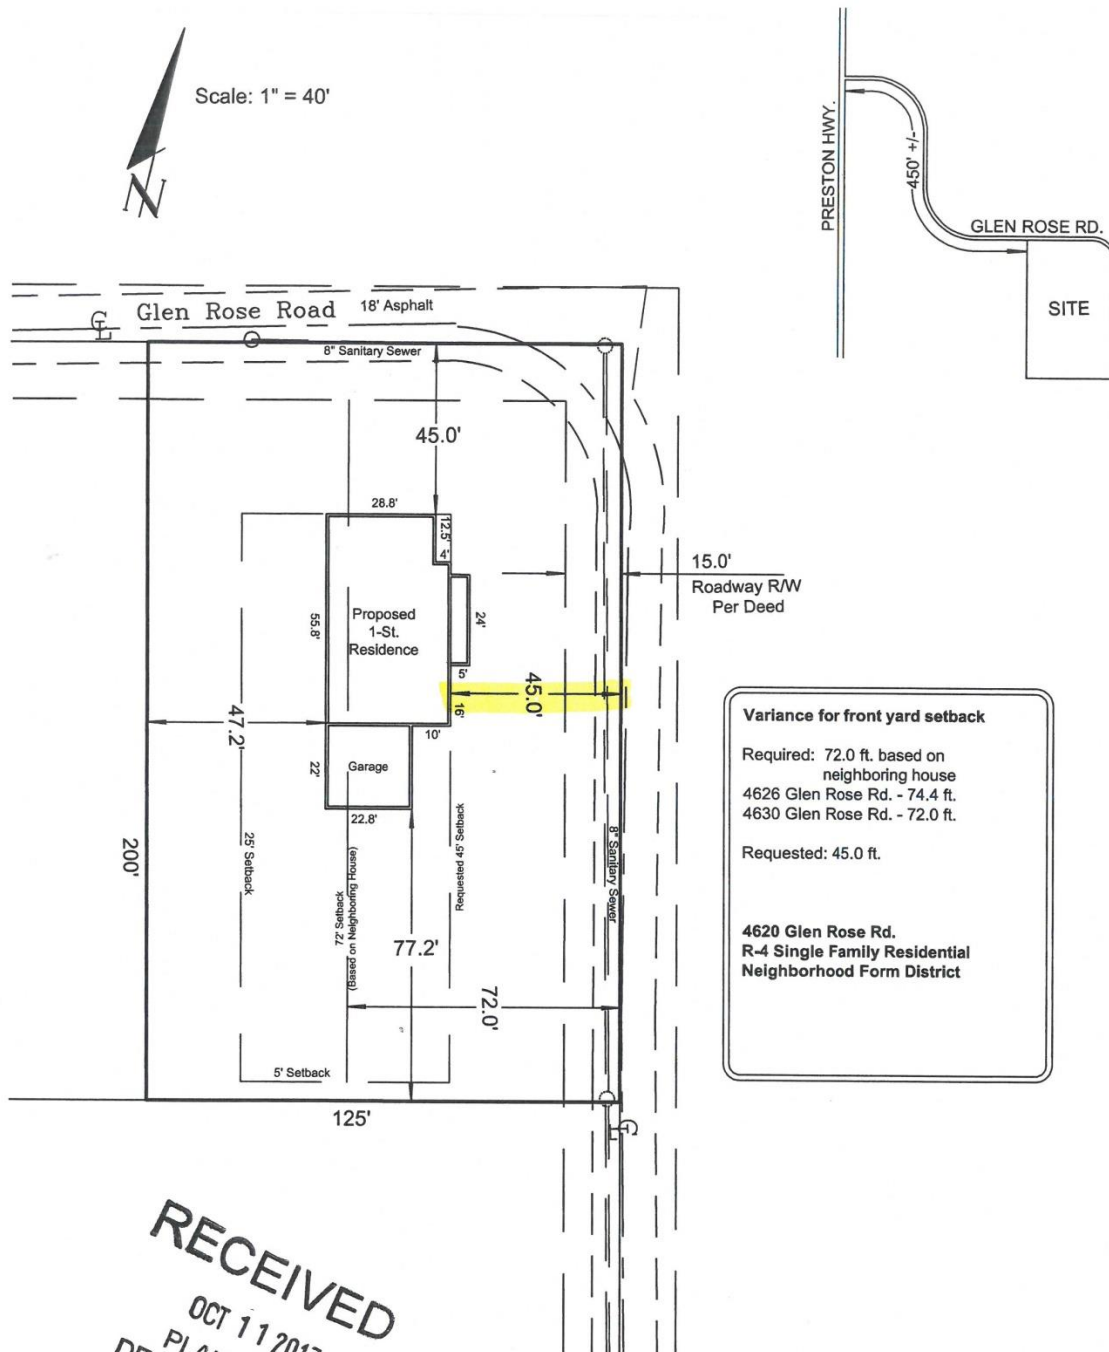 N
Scale: 1" = 40'
PRESTON HWY.
450' +/-
GLEN ROSE RD.
SITE
CL
Glen Rose Road
18' Asphalt
8" Sanitary Sewer
45.0'
28.8'
12.5'
4'
15.0'
Roadway R/W
Per Deed
55.8'
Proposed
1-St.
Residence
24'
5'
45.0'
16'
47.2'
10'
Garage
22'
22.8'
25' Setback
72' Setback
(Based on Neighboring House)
Requested 45' Setback
8" Sanitary Sewer
200'
77.2'
72.0'
5' Setback
125'
CL
Variance for front yard setback
Required: 72.0 ft. based on
neighboring house
4626 Glen Rose Rd. - 74.4 ft.
4630 Glen Rose Rd. - 72.0 ft.
Requested: 45.0 ft.
4620 Glen Rose Rd.
R-4 Single Family Residential
Neighborhood Form District
RECEIVED
OCT 11 2017